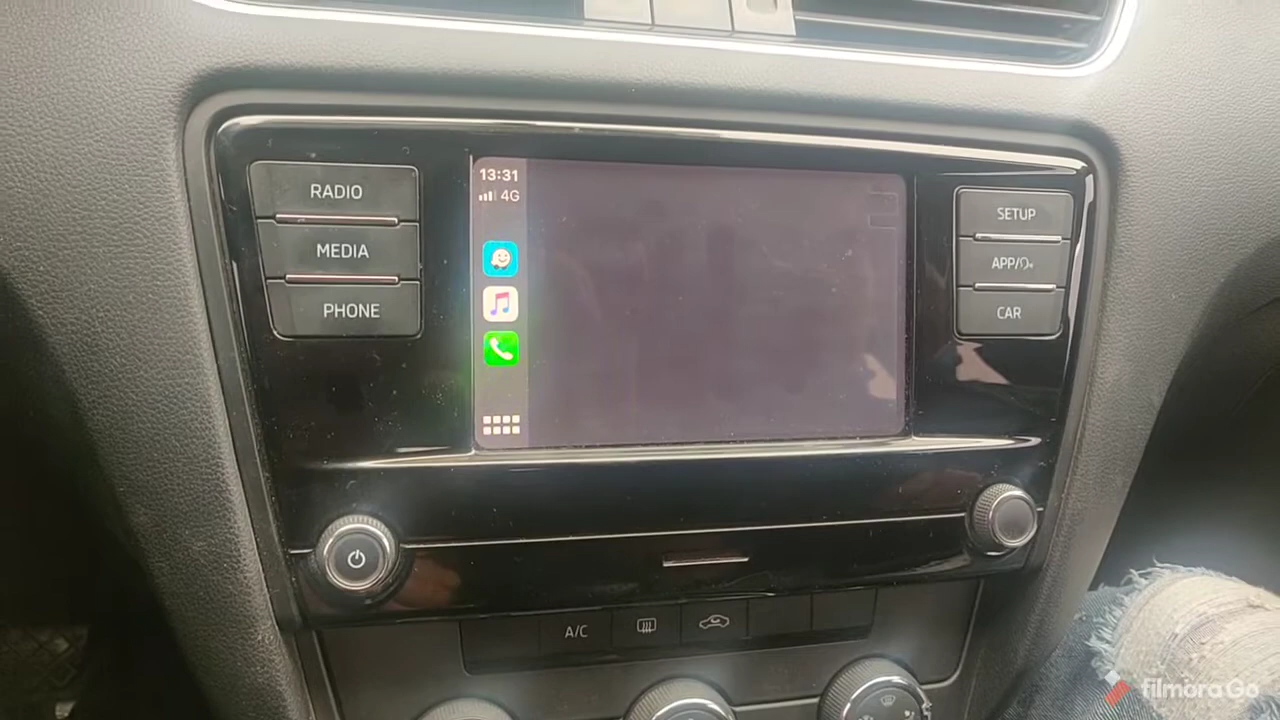 RADIO
MEDIA
PHONE
13:31
4G
SETUP
APP/
CAR
A/C
filmora Go